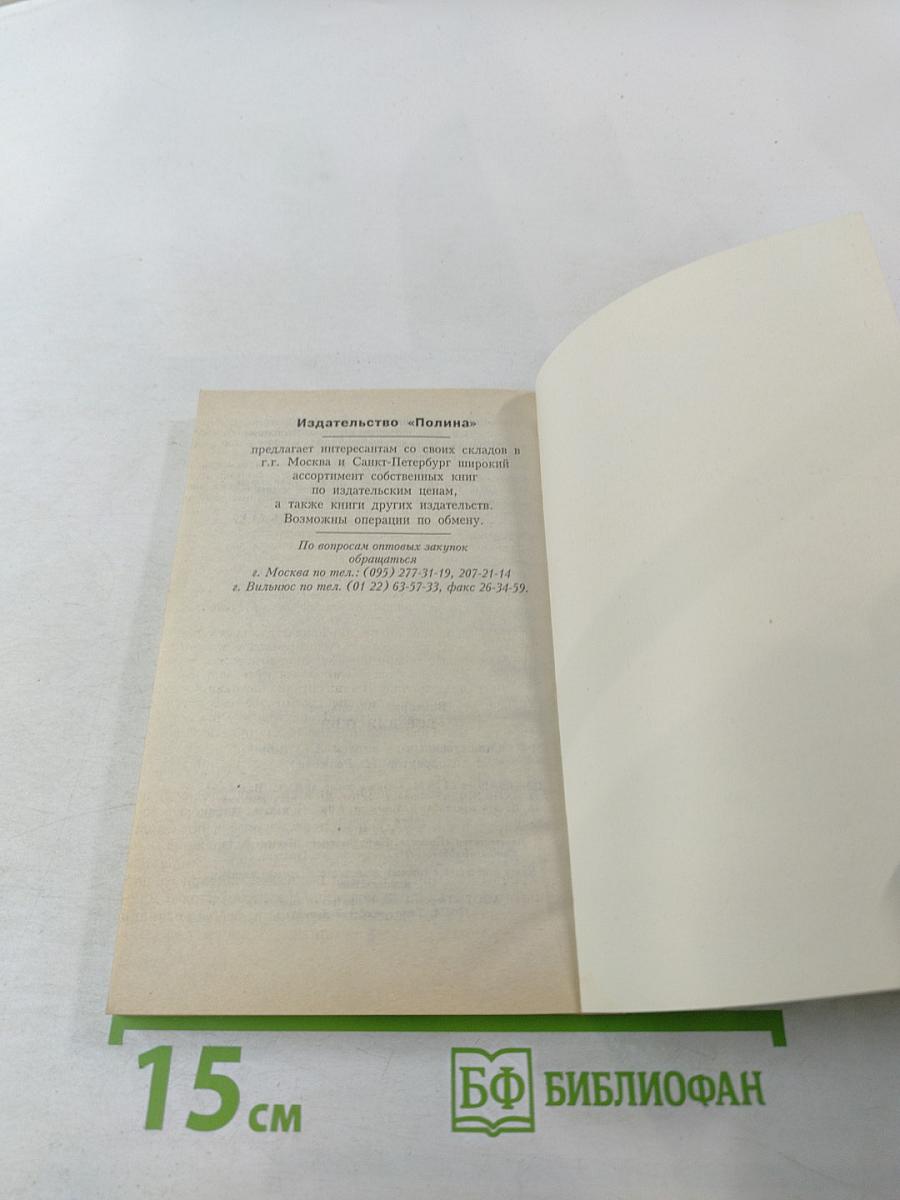 Издательство «Полина»
предлагает интересантам со своих складов в
г.г. Москва и Санкт-Петербург широкий
ассортимент собственных книг
по издательским ценам,
а также книги других издательств.
Возможны операции по обмену.
По вопросам оптовых закупок
обращаться
г. Москва по тел.: (095) 277-31-19, 207-21-14
г. Вильнюс по тел. (01 22) 63-57-33, факс 26-34-59.
15 см
БФ БИБЛИОФАН